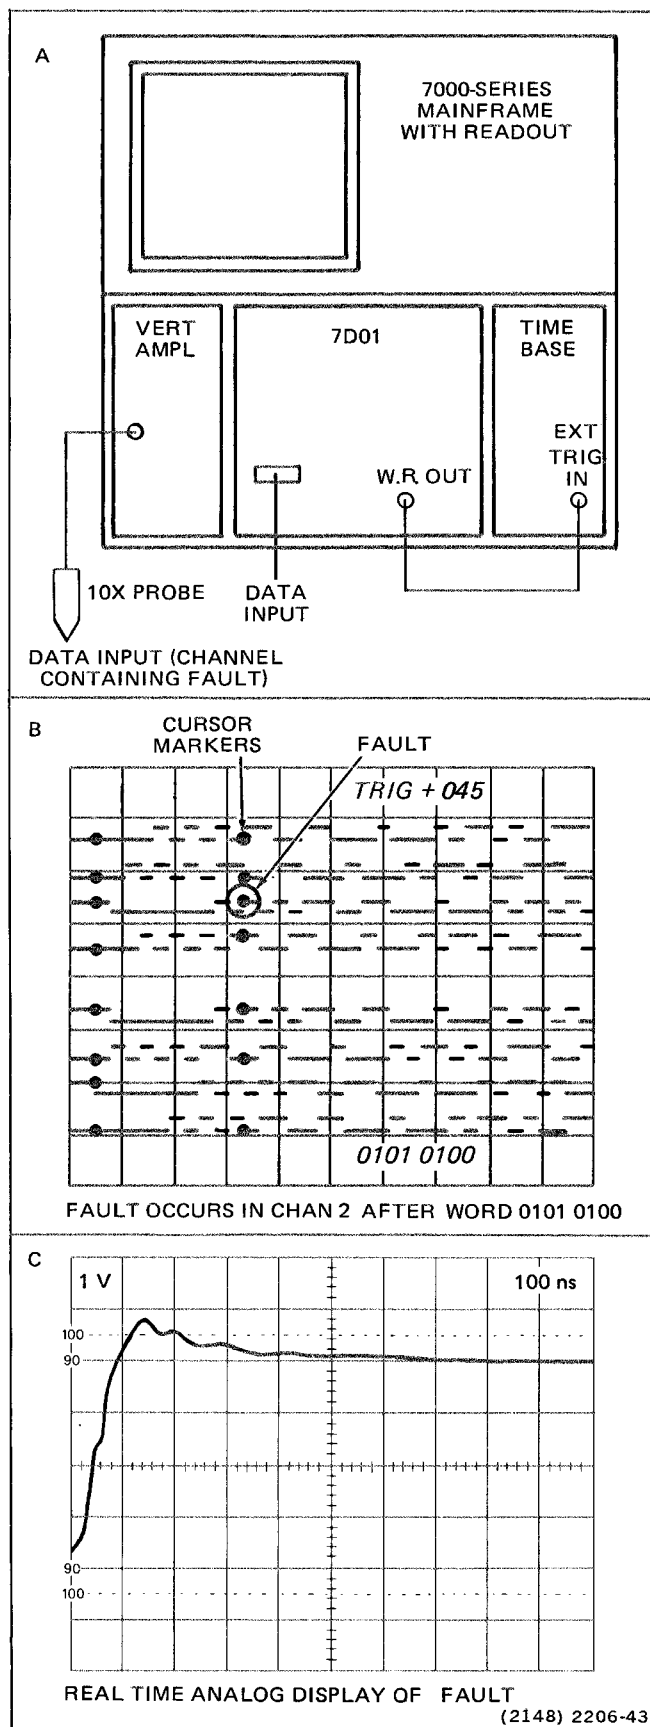 A
7000-SERIES
MAINFRAME
WITH READOUT
VERT
AMPL
7D01
TIME
BASE
EXT
TRIG
IN
W.R. OUT
10X PROBE
DATA
INPUT
DATA INPUT (CHANNEL
CONTAINING FAULT)
B
CURSOR
MARKERS
FAULT
TRIG + 045
0101 0100
FAULT OCCURS IN CHAN 2 AFTER WORD 0101 0100
C
1 V
100 ns
100
90
90
100
REAL TIME ANALOG DISPLAY OF FAULT
(2148) 2206-43